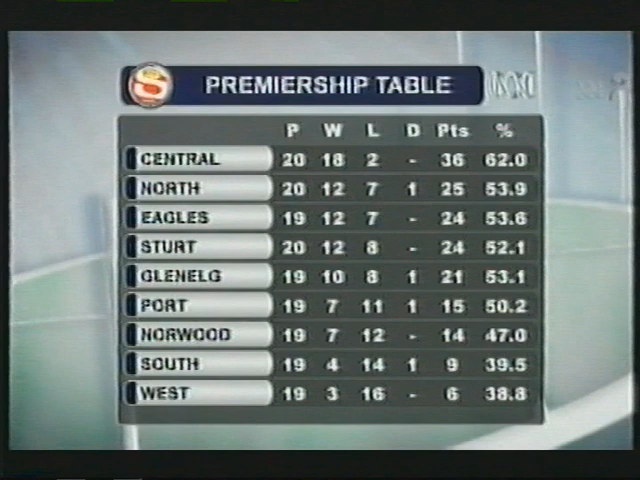 PREMIERSHIP TABLE
P W L D Pts %
CENTRAL 20 18 2 - 36 62.0
NORTH 20 12 7 1 25 53.9
EAGLES 19 12 7 - 24 53.6
STURT 20 12 8 - 24 52.1
GLENELG 19 10 8 1 21 53.1
PORT 19 7 11 1 15 50.2
NORWOOD 19 7 12 - 14 47.0
SOUTH 19 4 14 1 9 39.5
WEST 19 3 16 - 6 38.8